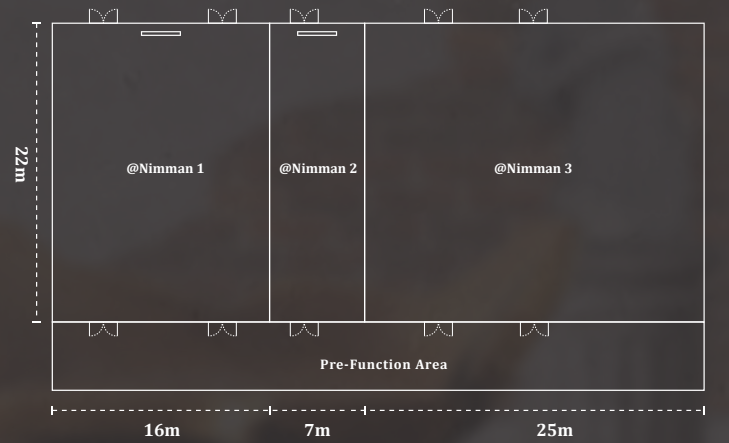 22m
@Nimman 1
@Nimman 2
@Nimman 3
Pre-Function Area
16m
7m
25m